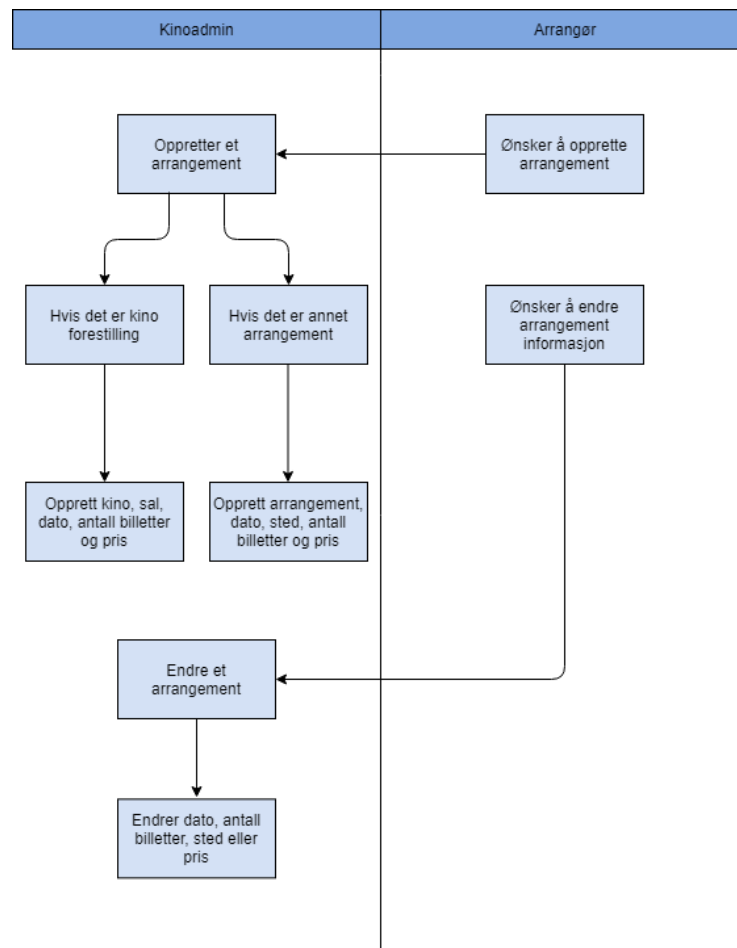 Kinoadmin
Arrangør
Oppretter et
arrangement
Ønsker å opprette
arrangement
Hvis det er kino
forestilling
Hvis det er annet
arrangement
Ønsker å endre
arrangement
informasjon
Opprett kino, sal,
dato, antall billetter
og pris
Opprett arrangement,
dato, sted, antall
billetter og pris
Endre et
arrangement
Endrer dato, antall
billetter, sted eller
pris